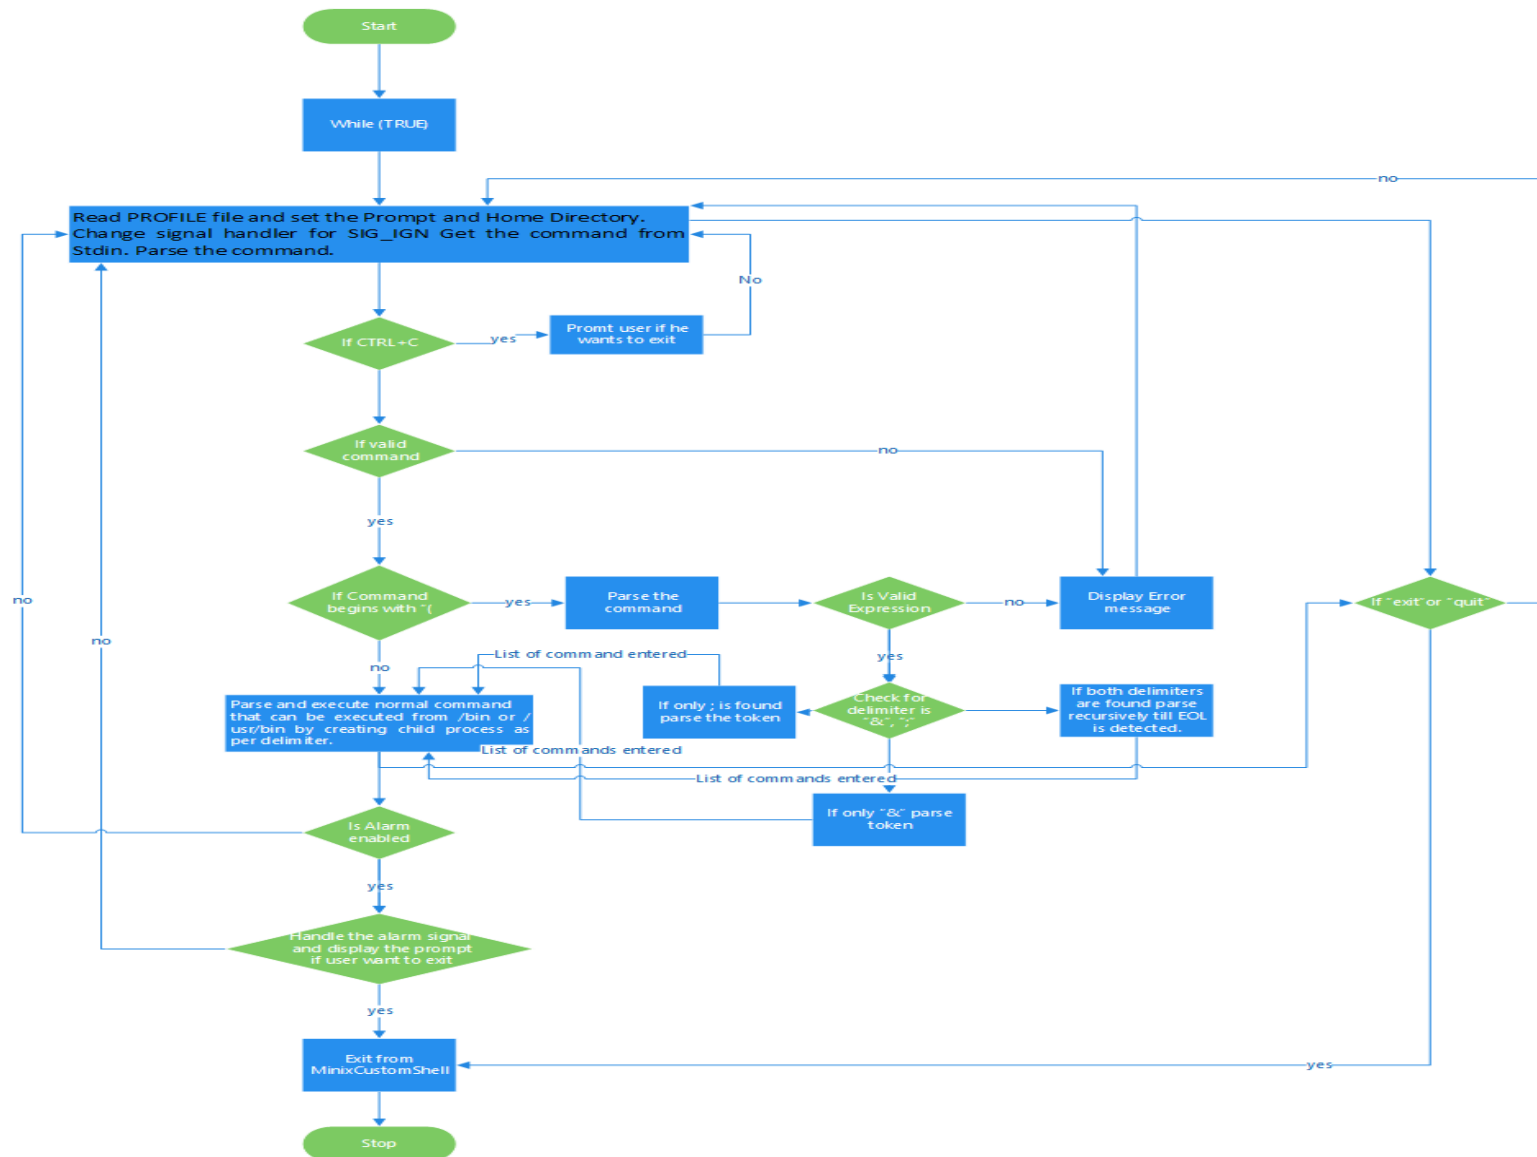 Start
While (TRUE)
no
Read PROFILE file and set the Prompt and Home Directory.
Change signal handler for SIG_IGN Get the command from
Stdin. Parse the command.
No
If CTRL+C
yes
Promt user if he
wants to exit
If valid
command
no
yes
no
If Command
begins with "(
yes
Parse the
command
Is Valid
Expression
no
Display Error
message
If "exit"or "quit"
no
no
List of command entered
yes
Parse and execute normal command
that can be executed from /bin or /
usr/bin by creating child process as
per delimiter.
If only ; is found
parse the token
Check for
delimiter is
"&", ";"
If both delimiters
are found parse
recursively till EOL
is detected.
List of commands entered
List of commands entered
If only "&" parse
token
Is Alarm
enabled
yes
Handle the alarm signal
and display the prompt
if user want to exit
yes
Exit from
MinixCustomShell
yes
Stop